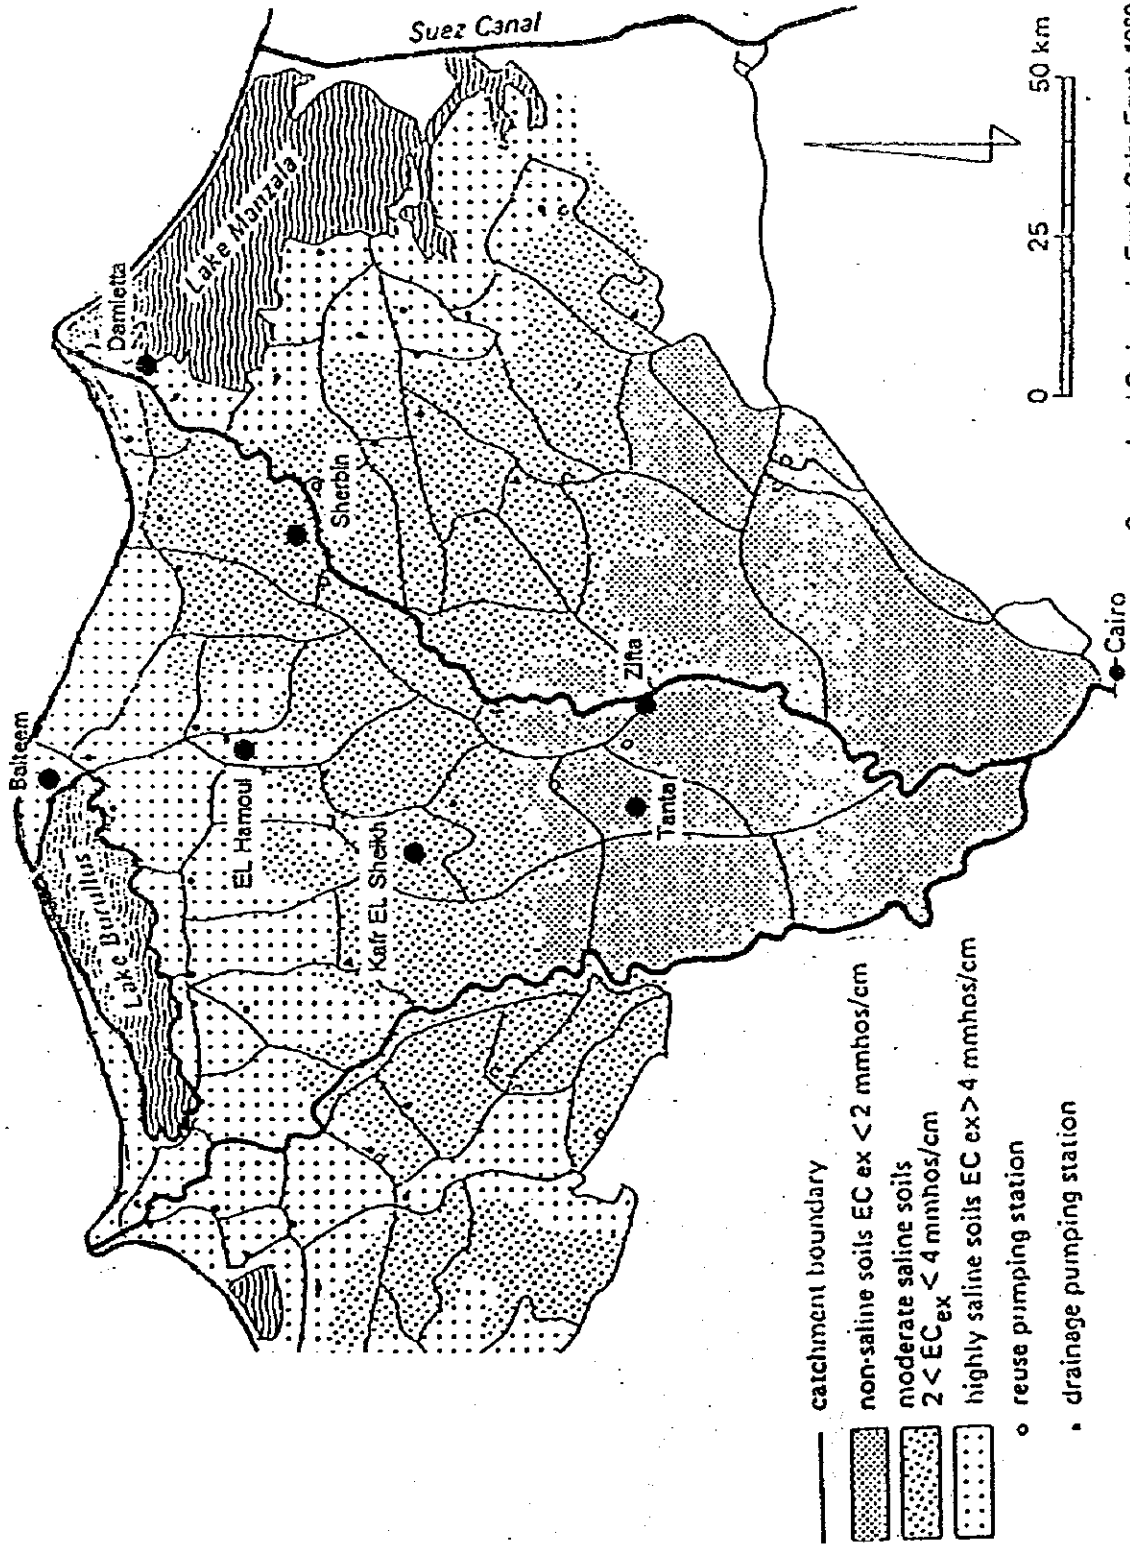 Suez Canal
Lake Manzala
Damietta
Sherbin
Balteem
Lake Burullus
EL Hamoul
Kafr EL Sheikh
Tanta
Zifta
Cairo
0 25 50 km
catchment boundary
non-saline soils EC ex < 2 mmhos/cm
moderate saline soils
2 < ECex < 4 mmhos/cm
highly saline soils EC ex > 4 mmhos/cm
reuse pumping station
drainage pumping station